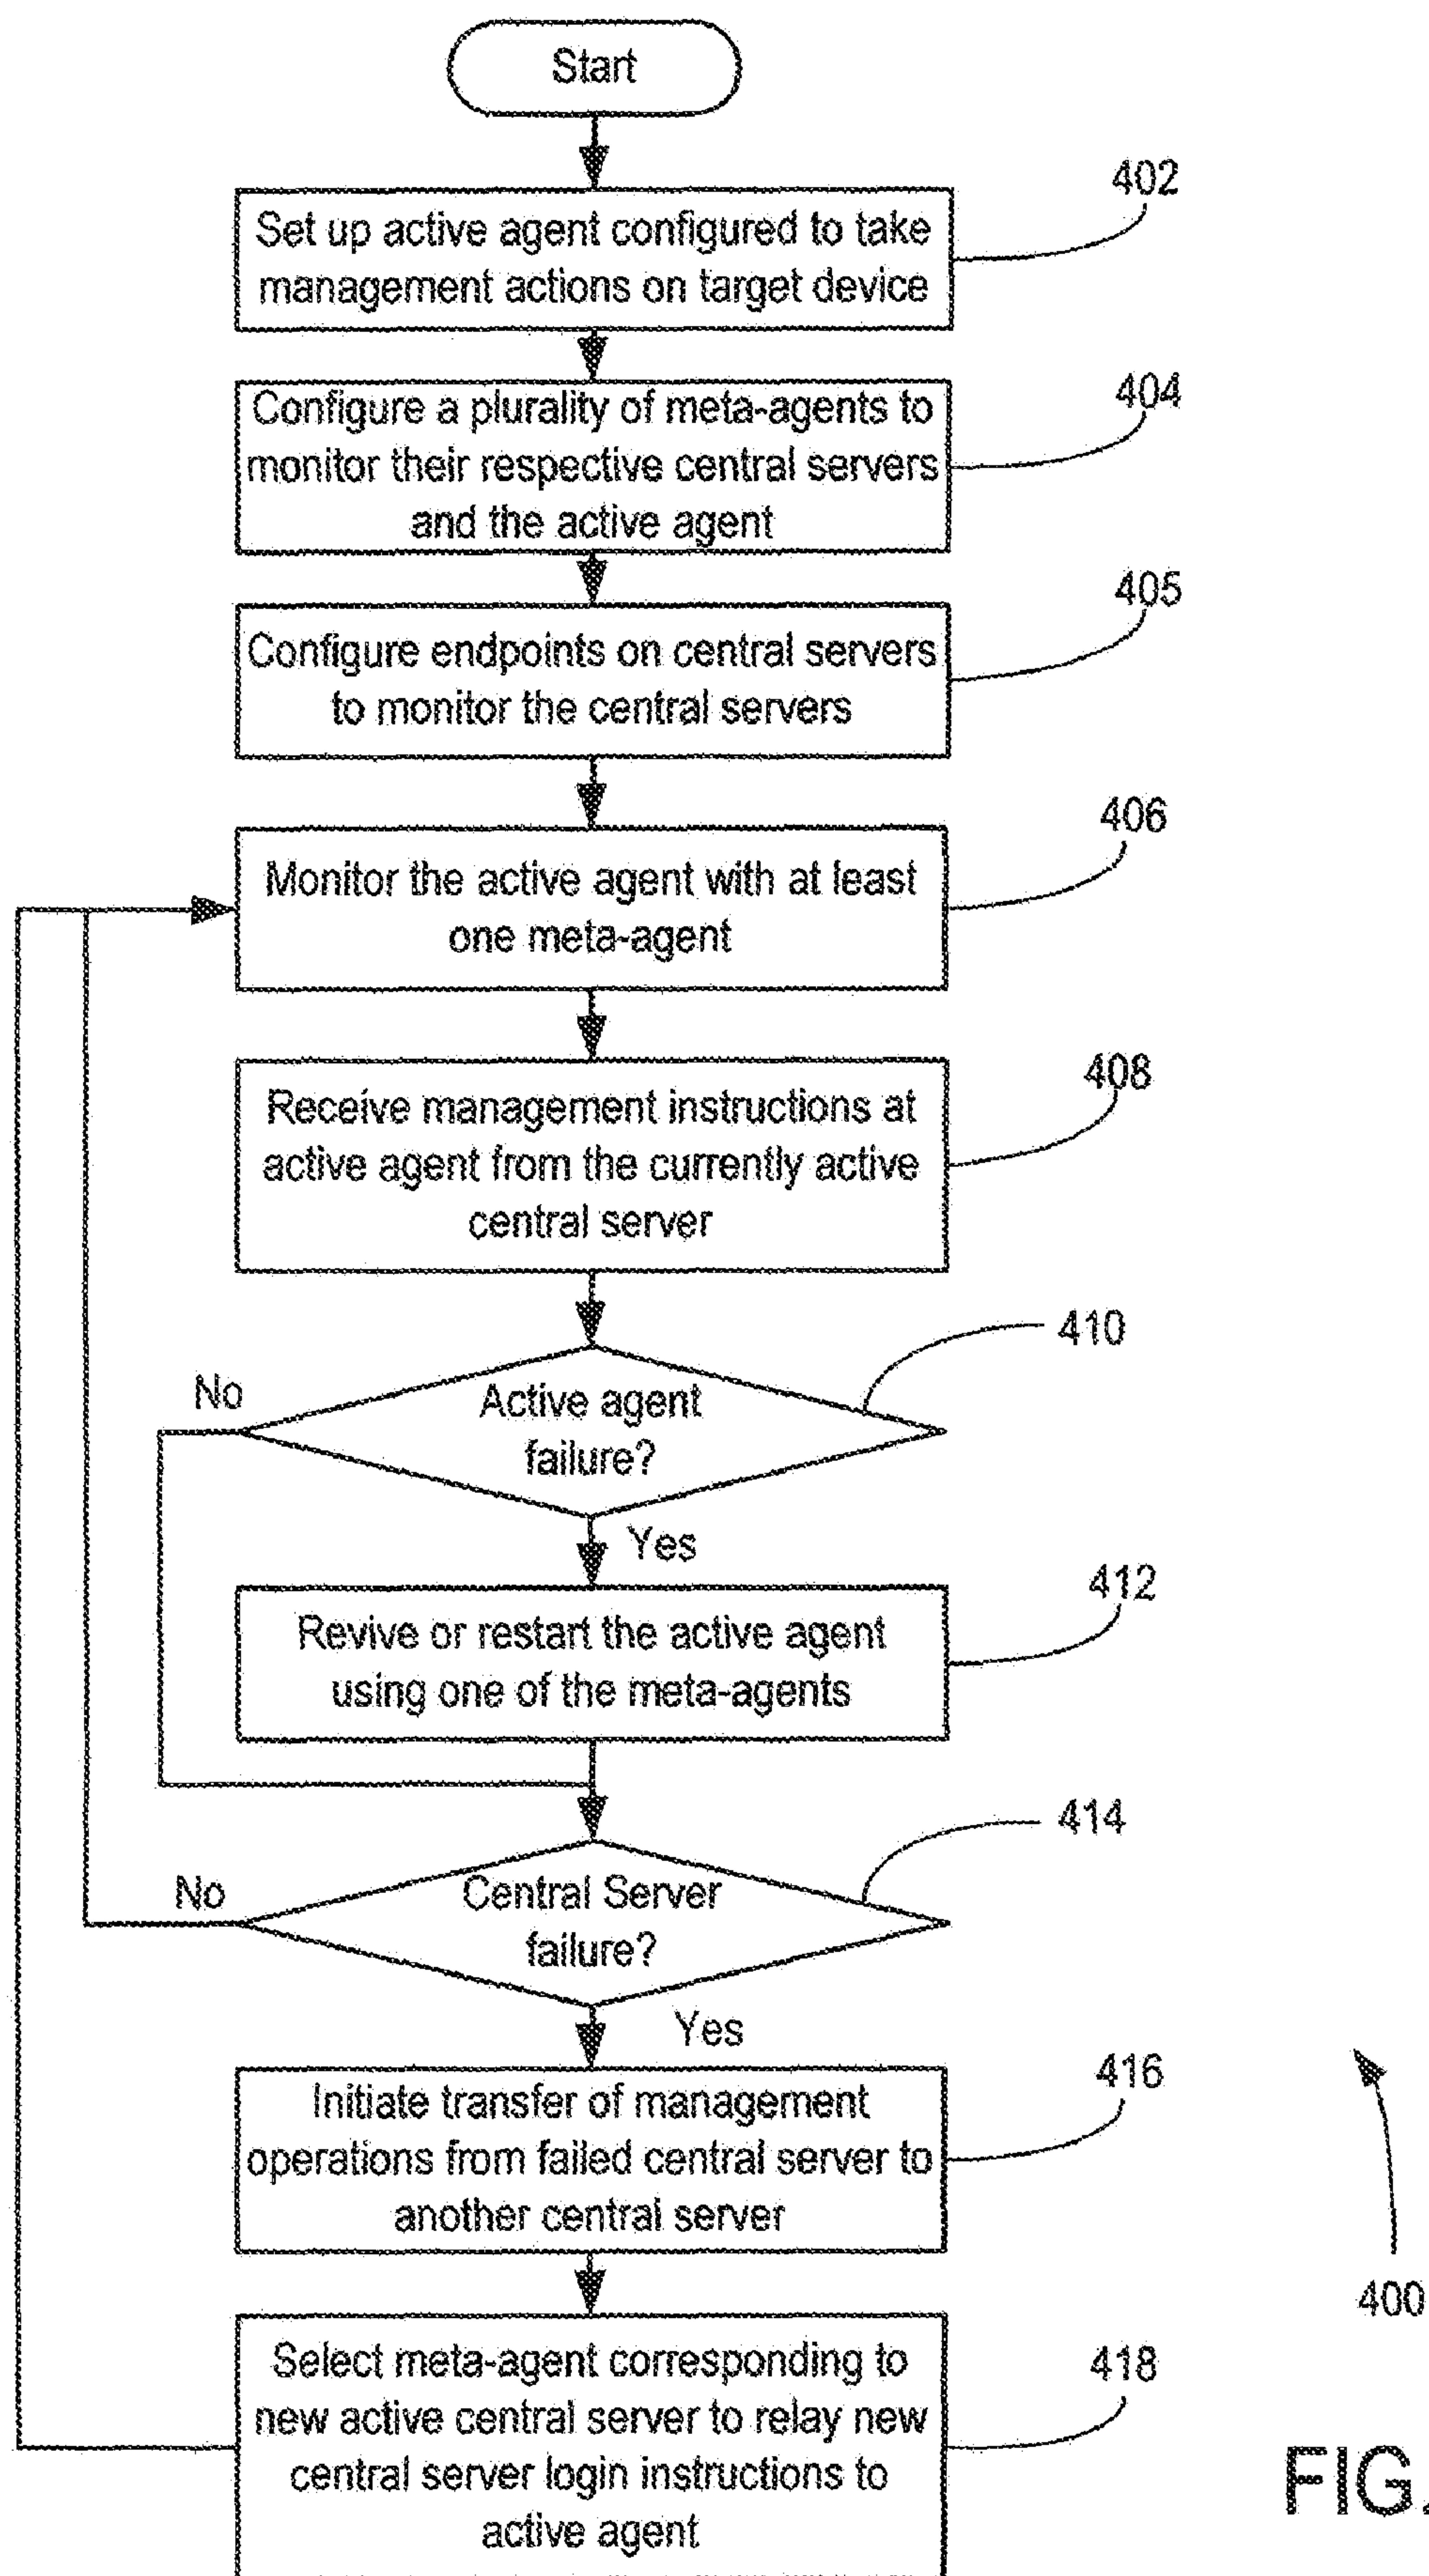 Start
402
Set up active agent configured to take
management actions on target device
404
Configure a plurality of meta-agents to
monitor their respective central servers
and the active agent
405
Configure endpoints on central servers
to monitor the central servers
406
Monitor the active agent with at least
one meta-agent
408
Receive management instructions at
active agent from the currently active
central server
410
No
Active agent
failure?
Yes
412
Revive or restart the active agent
using one of the meta-agents
414
No
Central Server
failure?
Yes
416
Initiate transfer of management
operations from failed central server to
another central server
400
418
Select meta-agent corresponding to
new active central server to relay new
central server login instructions to
active agent
FIG.